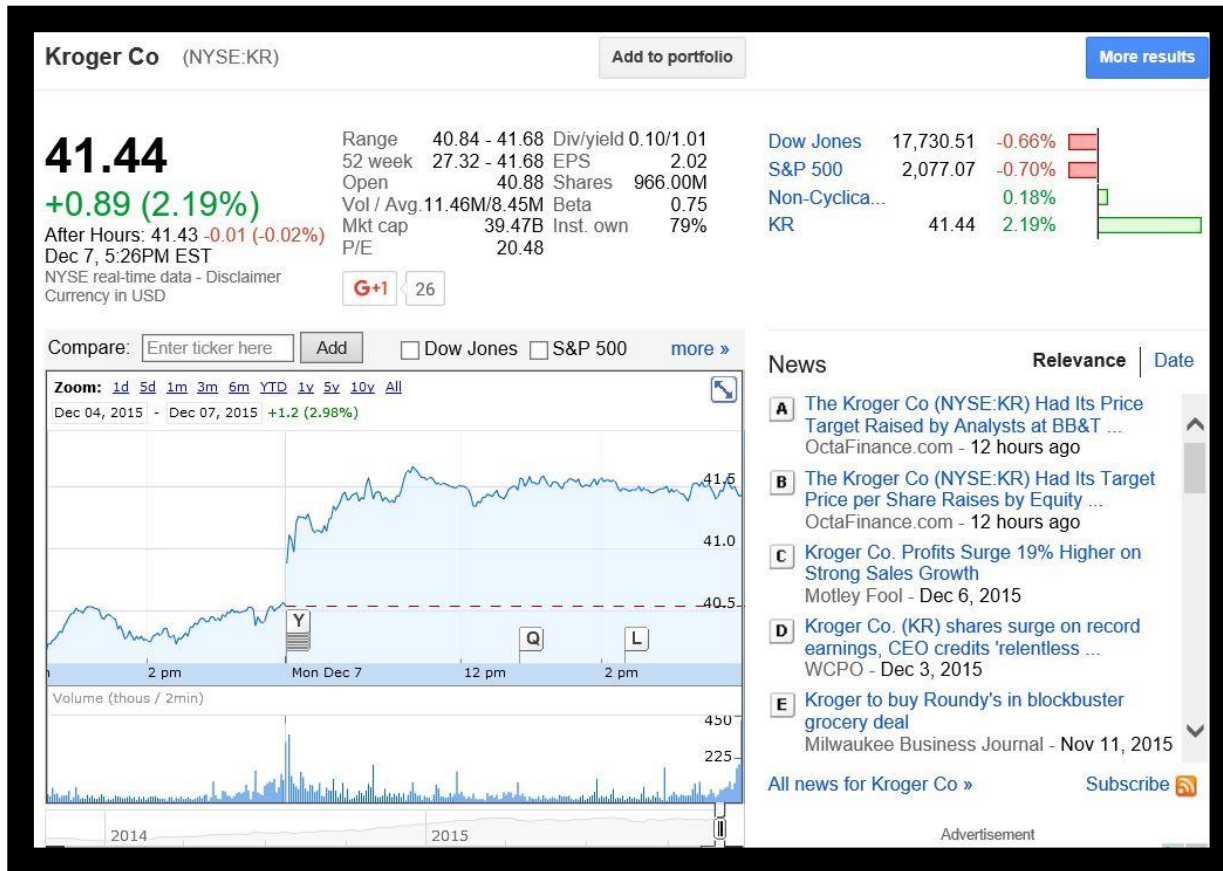 Kroger Co (NYSE:KR)
Add to portfolio
More results
41.44
+0.89 (2.19%)
After Hours: 41.43 -0.01 (-0.02%)
Dec 7, 5:26PM EST
NYSE real-time data - Disclaimer
Currency in USD
Range 40.84 - 41.68 Div/yield 0.10/1.01
52 week 27.32 - 41.68 EPS 2.02
Open 40.88 Shares 966.00M
Vol / Avg. 11.46M/8.45M Beta 0.75
Mkt cap 39.47B Inst. own 79%
P/E 20.48
G+1 26
Dow Jones 17,730.51 -0.66%
S&P 500 2,077.07 -0.70%
Non-Cyclica... 0.18%
KR 41.44 2.19%
Compare: Enter ticker here Add Dow Jones S&P 500 more »
Zoom: 1d 5d 1m 3m 6m YTD 1y 5y 10y All
Dec 04, 2015 - Dec 07, 2015 +1.2 (2.98%)
41.5
41.0
40.5
Y
Q
L
2 pm Mon Dec 7 12 pm 2 pm
Volume (thous / 2min)
450
225
2014 2015
News Relevance Date
A The Kroger Co (NYSE:KR) Had Its Price
Target Raised by Analysts at BB&T ...
OctaFinance.com - 12 hours ago
B The Kroger Co (NYSE:KR) Had Its Target
Price per Share Raises by Equity ...
OctaFinance.com - 12 hours ago
C Kroger Co. Profits Surge 19% Higher on
Strong Sales Growth
Motley Fool - Dec 6, 2015
D Kroger Co. (KR) shares surge on record
earnings, CEO credits 'relentless ...
WCPO - Dec 3, 2015
E Kroger to buy Roundy's in blockbuster
grocery deal
Milwaukee Business Journal - Nov 11, 2015
All news for Kroger Co » Subscribe
Advertisement